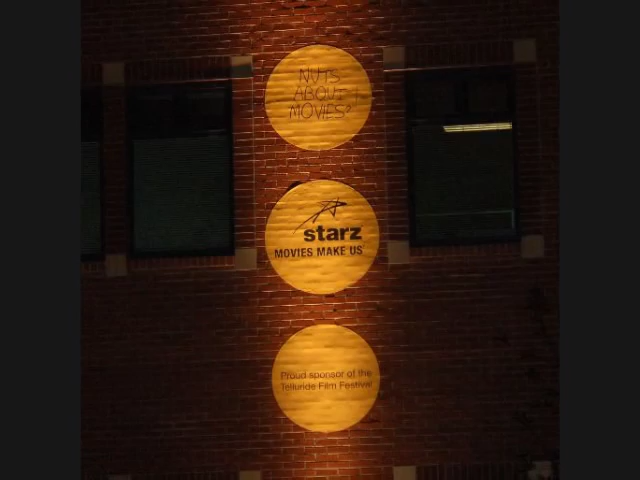 NUTS
ABOUT
MOVIES?
starz
MOVIES MAKE US
Proud sponsor of the
Telluride Film Festival